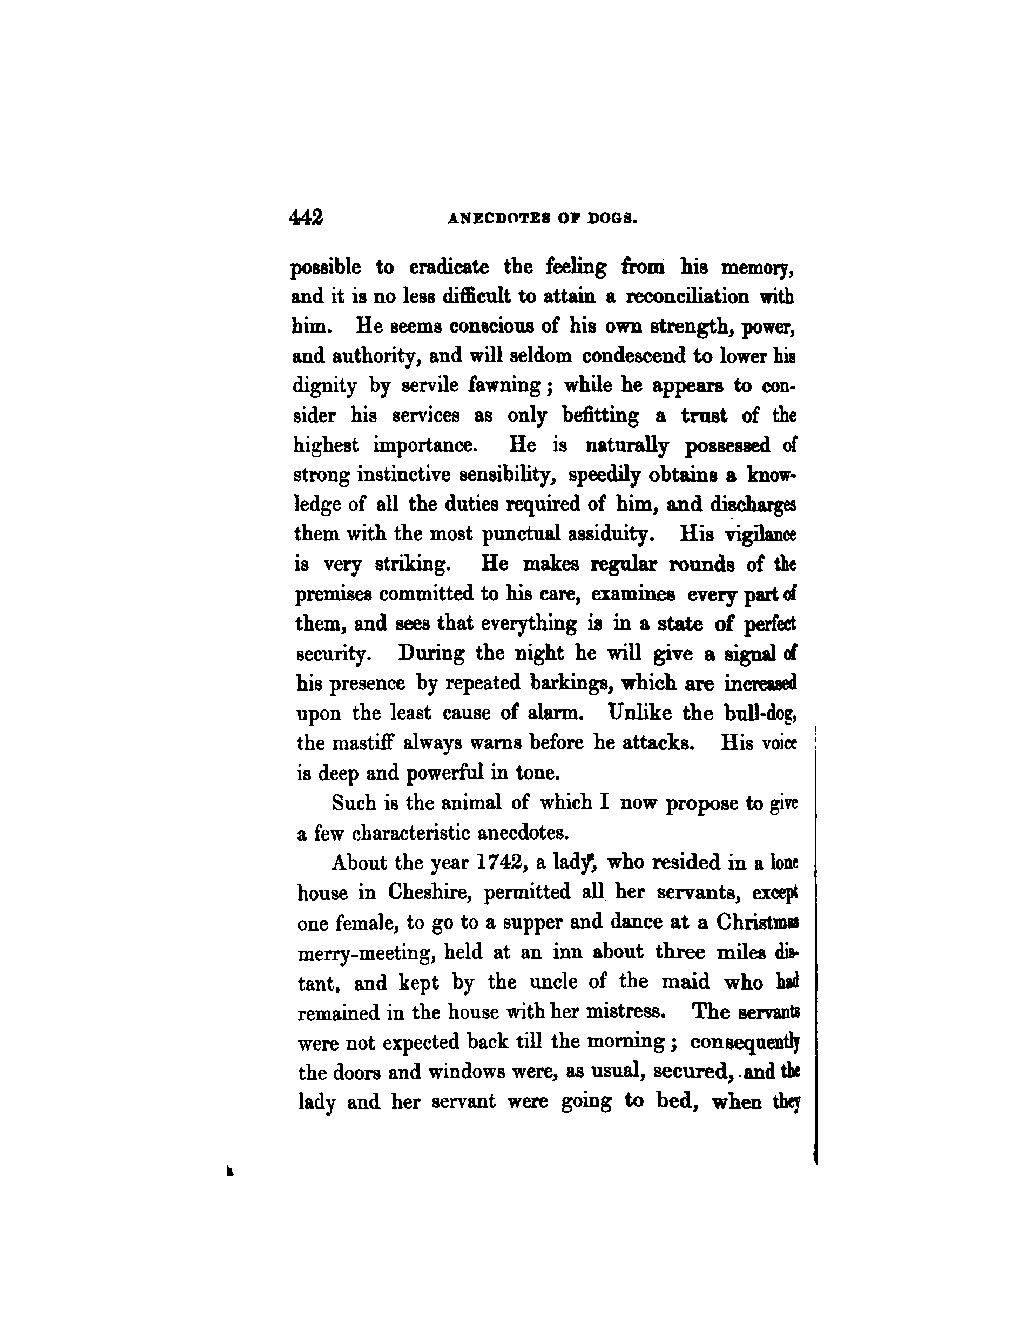 442 ANECDOTES OF DOGS.
possible to eradicate the feeling from his memory,
and it is no less difficult to attain a reconciliation with
him. He seems conscious of his own strength, power,
and authority, and will seldom condescend to lower his
dignity by servile fawning; while he appears to con-
sider his services as only befitting a trust of the
highest importance. He is naturally possessed of
strong instinctive sensibility, speedily obtains a know-
ledge of all the duties required of him, and discharges
them with the most punctual assiduity. His vigilance
is very striking. He makes regular rounds of the
premises committed to his care, examines every part of
them, and sees that everything is in a state of perfect
security. During the night he will give a signal of
his presence by repeated barkings, which are increased
upon the least cause of alarm. Unlike the bull-dog,
the mastiff always warns before he attacks. His voice
is deep and powerful in tone.
Such is the animal of which I now propose to give
a few characteristic anecdotes.
About the year 1742, a lady, who resided in a lone
house in Cheshire, permitted all her servants, except
one female, to go to a supper and dance at a Christmas
merry-meeting, held at an inn about three miles dis-
tant, and kept by the uncle of the maid who had
remained in the house with her mistress. The servants
were not expected back till the morning; consequently
the doors and windows were, as usual, secured, and the
lady and her servant were going to bed, when they